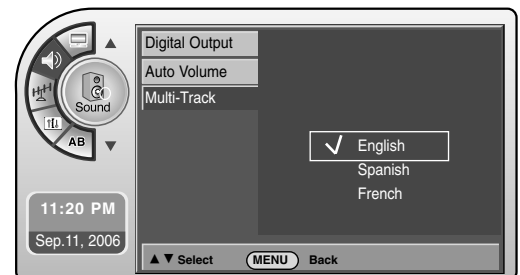 Digital Output
Auto Volume
Multi-Track
Sound
AB
English
Spanish
French
11:20 PM
Sep.11, 2006
▲ ▼ Select MENU Back